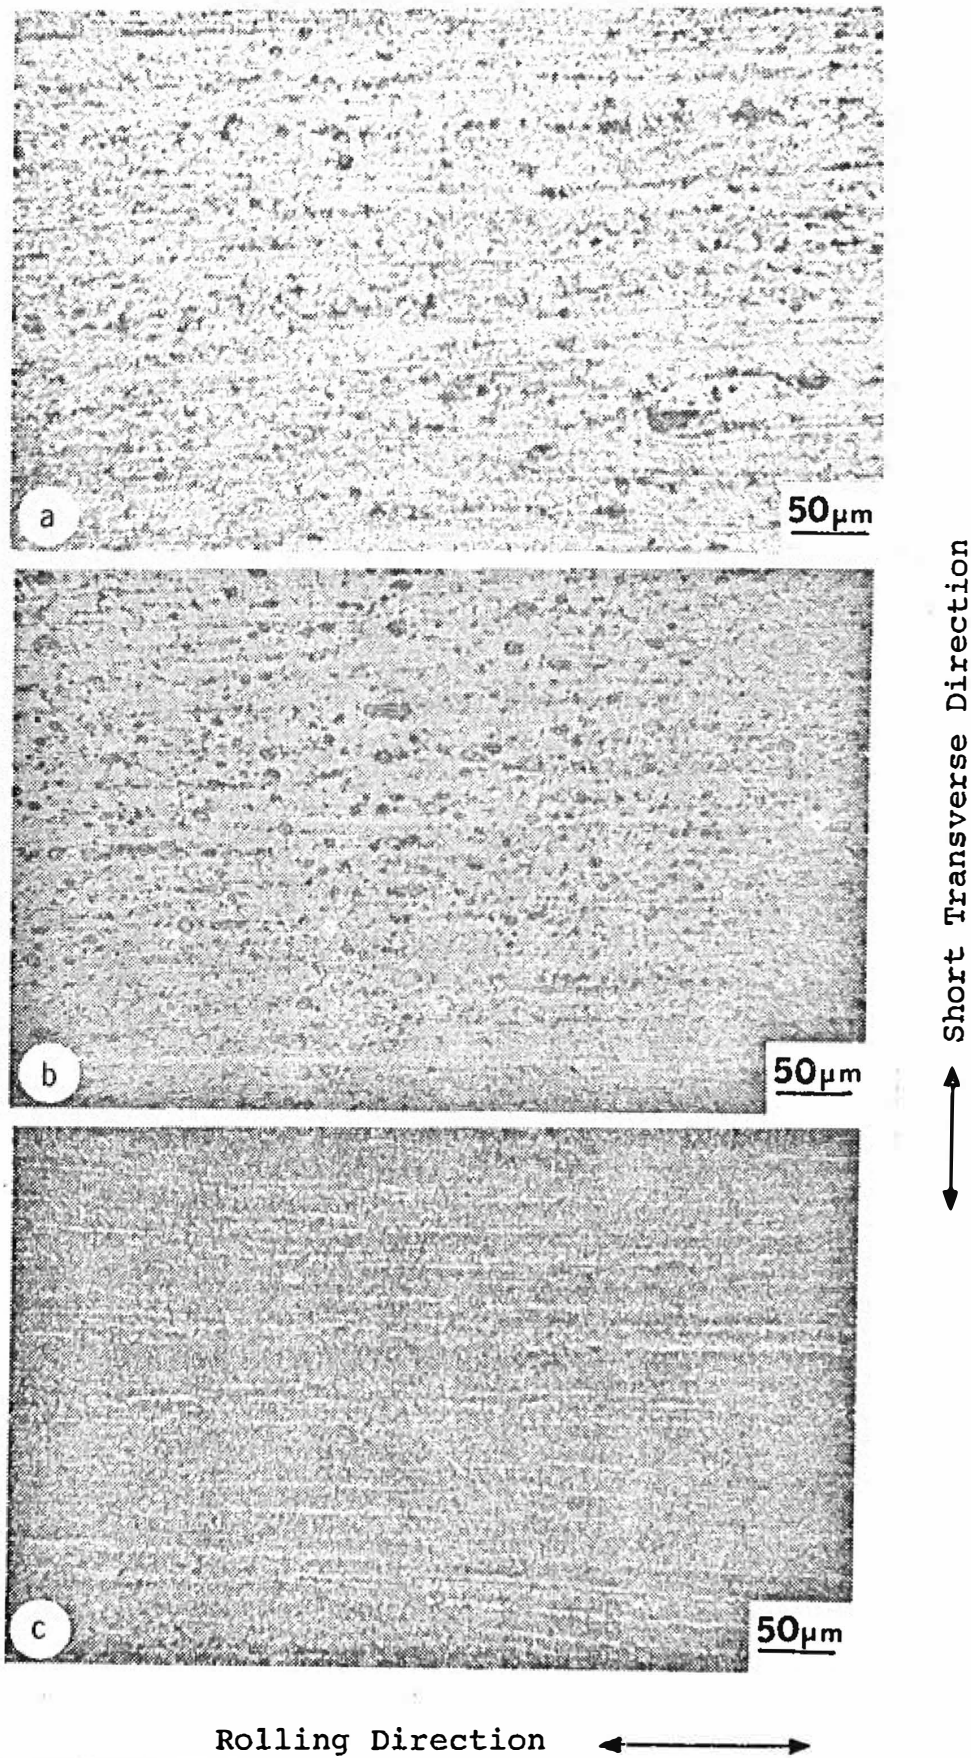 a
50μm
b
50μm
c
50μm
Short Transverse Direction
Rolling Direction